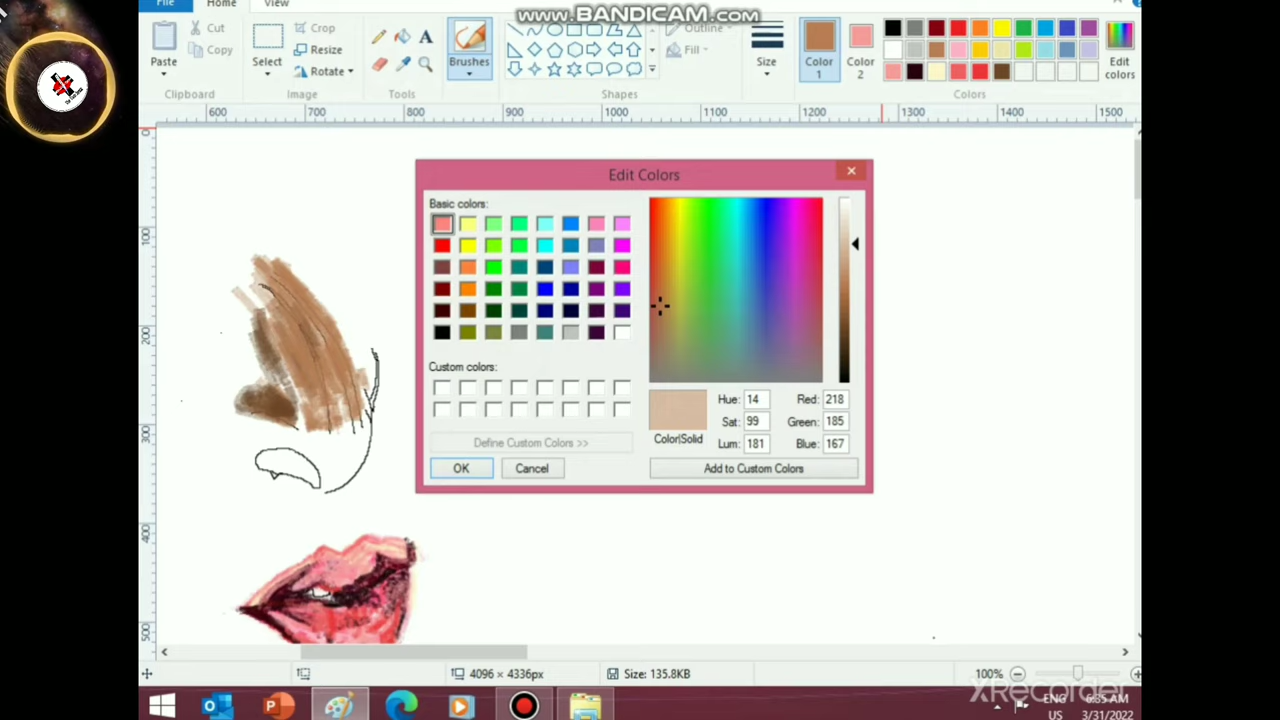 www.BANDICAM.com
File
Home
View
Paste
Cut
Copy
Clipboard
Select
Crop
Resize
Rotate
Image
Tools
Brushes
Shapes
Outline
Fill
Size
Color
1
Color
2
Edit
colors
Colors
600
700
800
900
1000
1100
1200
1300
1400
1500
0
100
200
300
400
500
Edit Colors
Basic colors:
Custom colors:
Define Custom Colors >>
OK
Cancel
Color|Solid
Hue: 14
Sat: 99
Lum: 181
Red: 218
Green: 185
Blue: 167
Add to Custom Colors
4096 × 4336px
Size: 135.8KB
100%
XRecorder
ENG
US
6:35 AM
3/31/2022